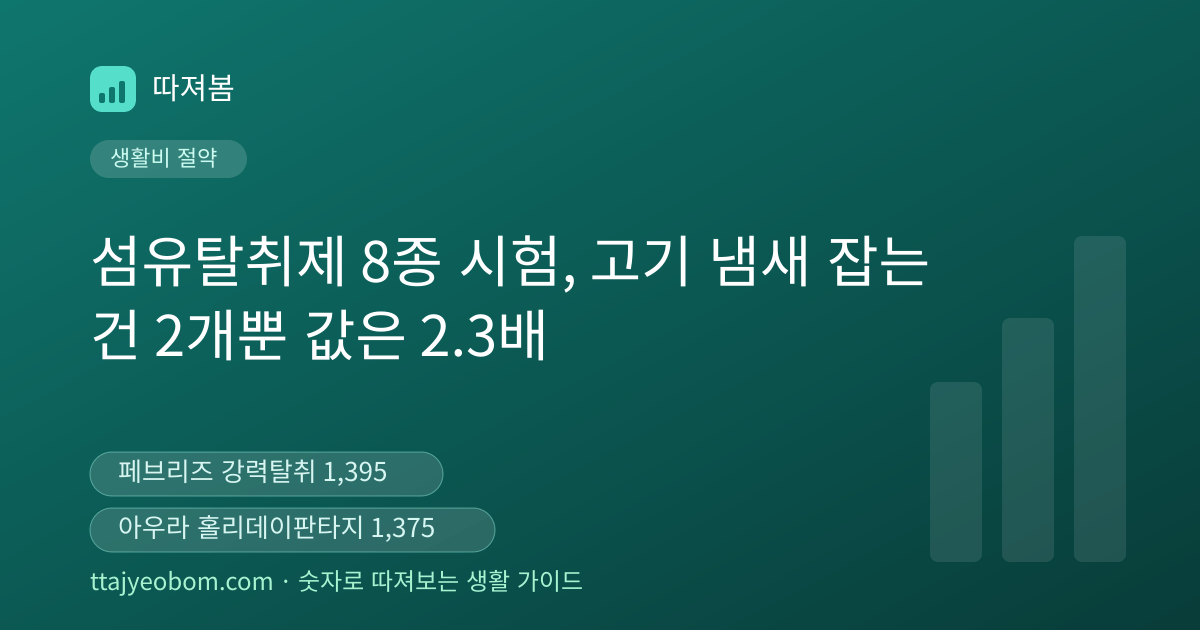 따져봄
생활비 절약
섬유탈취제 8종 시험, 고기 냄새 잡는
건 2개뿐 값은 2.3배
페브리즈 강력탈취 1,395
아우라 홀리데이판타지 1,375
ttajyeobom.com · 숫자로 따져보는 생활 가이드